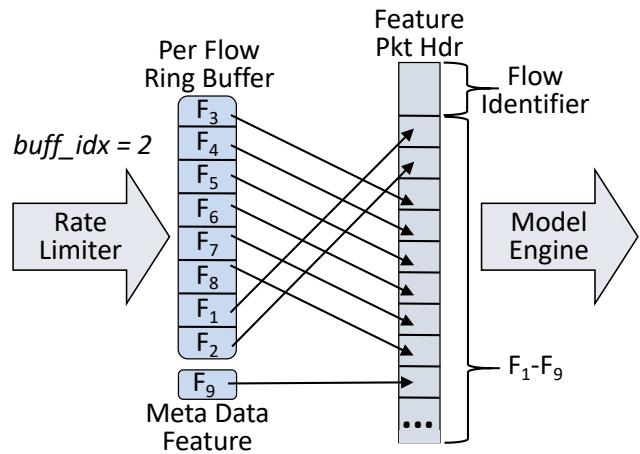 Feature
Pkt Hdr
Per Flow
Ring Buffer
Flow
Identifier
buff_idx = 2
Rate
Limiter
F₃
F₄
F₅
F₆
F₇
F₈
F₁
F₂
F₉
Meta Data
Feature
...
Model
Engine
F₁-F₉